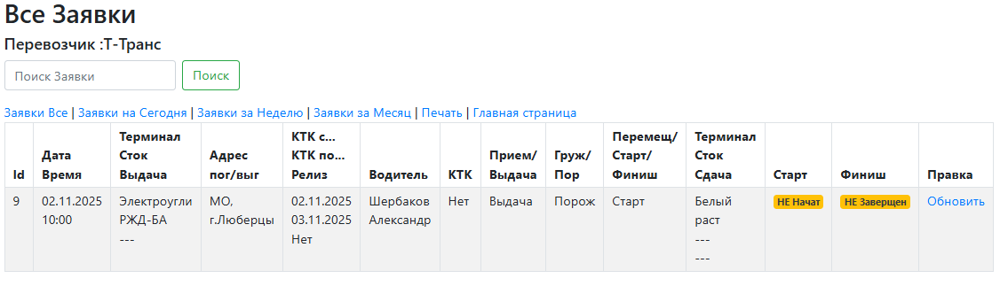 Все Заявки
Перевозчик :Т-Транс
Поиск Заявки Поиск
Заявки Все | Заявки на Сегодня | Заявки за Неделю | Заявки за Месяц | Печать | Главная страница
Id
Дата
Время
Терминал
Сток
Выдача
Адрес
пог/выг
КТК с...
КТК по...
Релиз
Водитель
КТК
Прием/
Выдача
Груж/
Пор
Перемещ/
Старт/
Финиш
Терминал
Сток
Сдача
Старт
Финиш
Правка
9
02.11.2025
10:00
Электроугли
РЖД-БА
---
МО,
г.Люберцы
02.11.2025
03.11.2025
Нет
Шербаков
Александр
Нет
Выдача
Порож
Старт
Белый
раст
---
---
НЕ Начат
НЕ Заверщен
Обновить